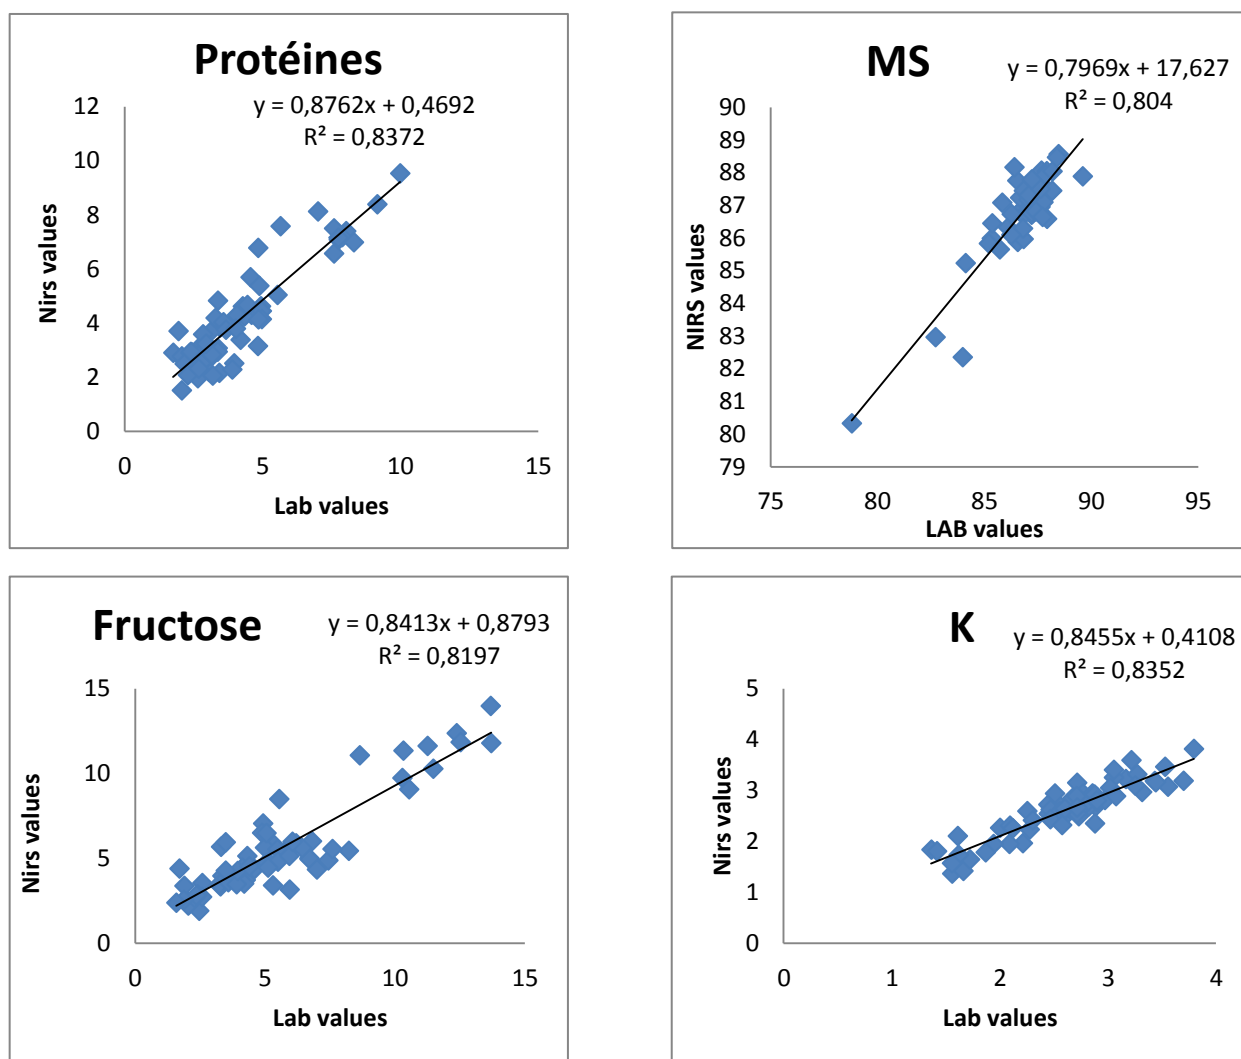 Protéines
y = 0,8762x + 0,4692
R² = 0,8372
12
10
8
6
4
2
0
0 5 10 15
Nirs values
Lab values
MS
y = 0,7969x + 17,627
R² = 0,804
90
89
88
87
86
85
84
83
82
81
80
79
75 80 85 90 95
NIRS values
LAB values
Fructose
y = 0,8413x + 0,8793
R² = 0,8197
15
10
5
0
0 5 10 15
Nirs values
Lab values
K
y = 0,8455x + 0,4108
R² = 0,8352
5
4
3
2
1
0
0 1 2 3 4
Nirs values
Lab values